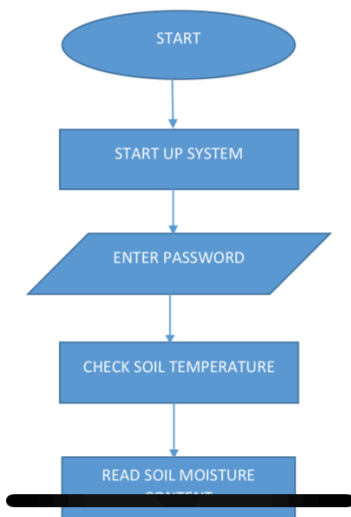 START
START UP SYSTEM
ENTER PASSWORD
CHECK SOIL TEMPERATURE
READ SOIL MOISTURE